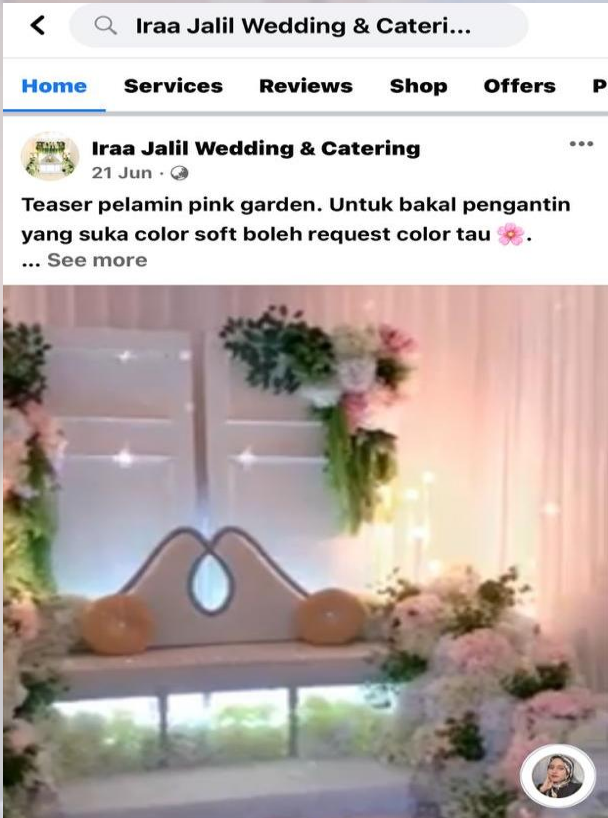 Iraa Jalil Wedding & Cateri...
Home Services Reviews Shop Offers P
Iraa Jalil Wedding & Catering
21 Jun ·
Teaser pelamin pink garden. Untuk bakal pengantin
yang suka color soft boleh request color tau 🌸.
... See more